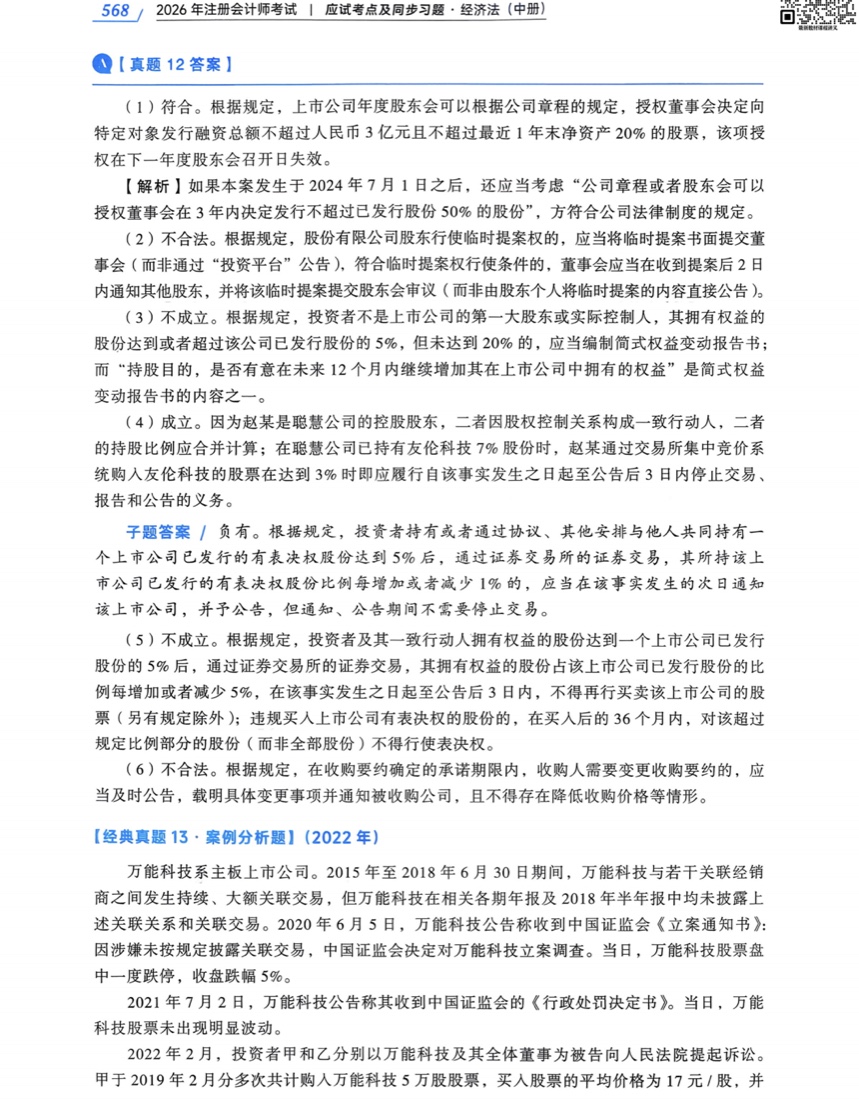 568 2026 年注册会计师考试 | 应试考点及同步习题·经济法（中册）
【真题 12 答案】
（1）符合。根据规定，上市公司年度股东会可以根据公司章程的规定，授权董事会决定向
特定对象发行融资总额不超过人民币 3 亿元且不超过最近 1 年末净资产 20% 的股票，该项授
权在下一年度股东会召开日失效。
【解析】如果本案发生于 2024 年 7 月 1 日之后，还应当考虑“公司章程或者股东会可以
授权董事会在 3 年内决定发行不超过已发行股份 50% 的股份”，方符合公司法律制度的规定。
（2）不合法。根据规定，股份有限公司股东行使临时提案权的，应当将临时提案书面提交董
事会（而非通过“投资平台”公告），符合临时提案权行使条件的，董事会应当在收到提案后 2 日
内通知其他股东，并将该临时提案提交股东会审议（而非由股东个人将临时提案的内容直接公告）。
（3）不成立。根据规定，投资者不是上市公司的第一大股东或实际控制人，其拥有权益的
股份达到或者超过该公司已发行股份的 5%，但未达到 20% 的，应当编制简式权益变动报告书；
而“持股目的，是否有意在未来 12 个月内继续增加其在上市公司中拥有的权益”是简式权益
变动报告书的内容之一。
（4）成立。因为赵某是聪慧公司的控股股东，二者因股权控制关系构成一致行动人，二者
的持股比例应合并计算；在聪慧公司已持有友伦科技 7% 股份时，赵某通过交易所集中竞价系
统购入友伦科技的股票在达到 3% 时即应履行自该事实发生之日起至公告后 3 日内停止交易、
报告和公告的义务。
子题答案 / 负有。根据规定，投资者持有或者通过协议、其他安排与他人共同持有一
个上市公司已发行的有表决权股份达到 5% 后，通过证券交易所的证券交易，其所持该上
市公司已发行的有表决权股份比例每增加或者减少 1% 的，应当在该事实发生的次日通知
该上市公司，并予公告，但通知、公告期间不需要停止交易。
（5）不成立。根据规定，投资者及其一致行动人拥有权益的股份达到一个上市公司已发行
股份的 5% 后，通过证券交易所的证券交易，其拥有权益的股份占该上市公司已发行股份的比
例每增加或者减少 5%，在该事实发生之日起至公告后 3 日内，不得再行买卖该上市公司的股
票（另有规定除外）；违规买入上市公司有表决权的股份的，在买入后的 36 个月内，对该超过
规定比例部分的股份（而非全部股份）不得行使表决权。
（6）不合法。根据规定，在收购要约确定的承诺期限内，收购人需要变更收购要约的，应
当及时公告，载明具体变更事项并通知被收购公司，且不得存在降低收购价格等情形。
【经典真题 13·案例分析题】（2022 年）
万能科技系主板上市公司。2015 年至 2018 年 6 月 30 日期间，万能科技与若干关联经销
商之间发生持续、大额关联交易，但万能科技在相关各期年报及 2018 年半年报中均未披露上
述关联关系和关联交易。2020 年 6 月 5 日，万能科技公告称收到中国证监会《立案通知书》：
因涉嫌未按规定披露关联交易，中国证监会决定对万能科技立案调查。当日，万能科技股票盘
中一度跌停，收盘跌幅 5%。
2021 年 7 月 2 日，万能科技公告称其收到中国证监会的《行政处罚决定书》。当日，万能
科技股票未出现明显波动。
2022 年 2 月，投资者甲和乙分别以万能科技及其全体董事为被告向人民法院提起诉讼。
甲于 2019 年 2 月分多次共计购入万能科技 5 万股股票，买入股票的平均价格为 17 元 / 股，并